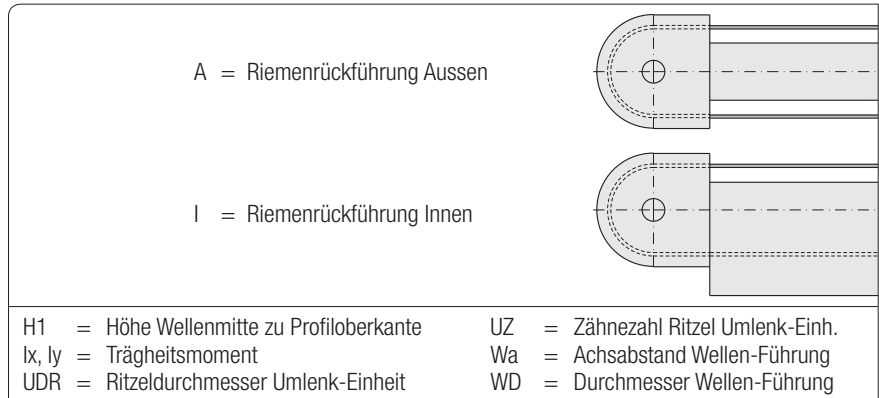 A = Riemenrückführung Aussen
I = Riemenrückführung Innen
H1 = Höhe Wellenmitte zu Profiloberkante
Ix, Iy = Trägheitsmoment
UDR = Ritzeldurchmesser Umlenk-Einheit
UZ = Zähnezahl Ritzel Umlenk-Einh.
Wa = Achsabstand Wellen-Führung
WD = Durchmesser Wellen-Führung